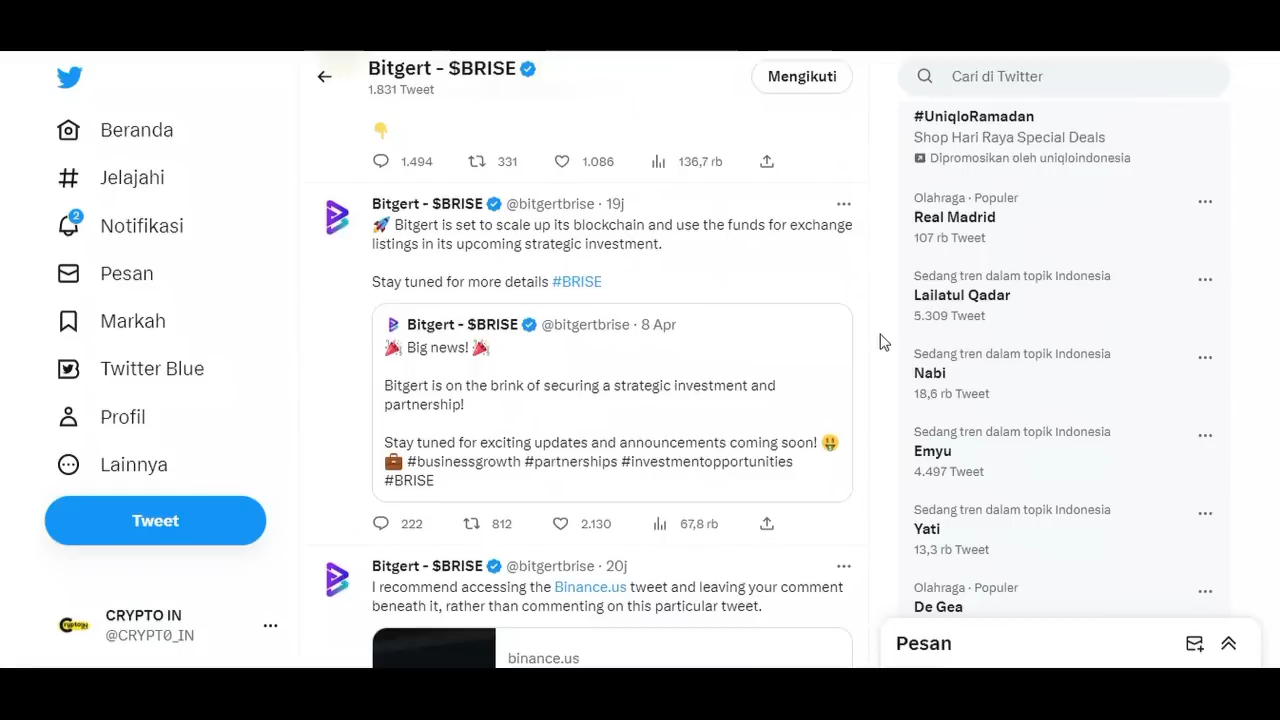 Beranda
Jelajahi
2
Notifikasi
Pesan
Markah
Twitter Blue
Profil
Lainnya
Tweet
CRYPTO IN
@CRYPT0_IN
Bitgert - $BRISE
1.831 Tweet
Mengikuti
1.494 331 1.086 136,7 rb
Bitgert - $BRISE @bitgertbrise · 19j
🚀 Bitgert is set to scale up its blockchain and use the funds for exchange
listings in its upcoming strategic investment.
Stay tuned for more details #BRISE
Bitgert - $BRISE @bitgertbrise · 8 Apr
🎉 Big news! 🎉
Bitgert is on the brink of securing a strategic investment and
partnership!
Stay tuned for exciting updates and announcements coming soon! 🤑
💼 #businessgrowth #partnerships #investmentopportunities
#BRISE
222 812 2.130 67,8 rb
Bitgert - $BRISE @bitgertbrise · 20j
I recommend accessing the Binance.us tweet and leaving your comment
beneath it, rather than commenting on this particular tweet.
binance.us
Cari di Twitter
#UniqloRamadan
Shop Hari Raya Special Deals
Dipromosikan oleh uniqloindonesia
Olahraga · Populer
Real Madrid
107 rb Tweet
Sedang tren dalam topik Indonesia
Lailatul Qadar
5.309 Tweet
Sedang tren dalam topik Indonesia
Nabi
18,6 rb Tweet
Sedang tren dalam topik Indonesia
Emyu
4.497 Tweet
Sedang tren dalam topik Indonesia
Yati
13,3 rb Tweet
Olahraga · Populer
De Gea
Pesan